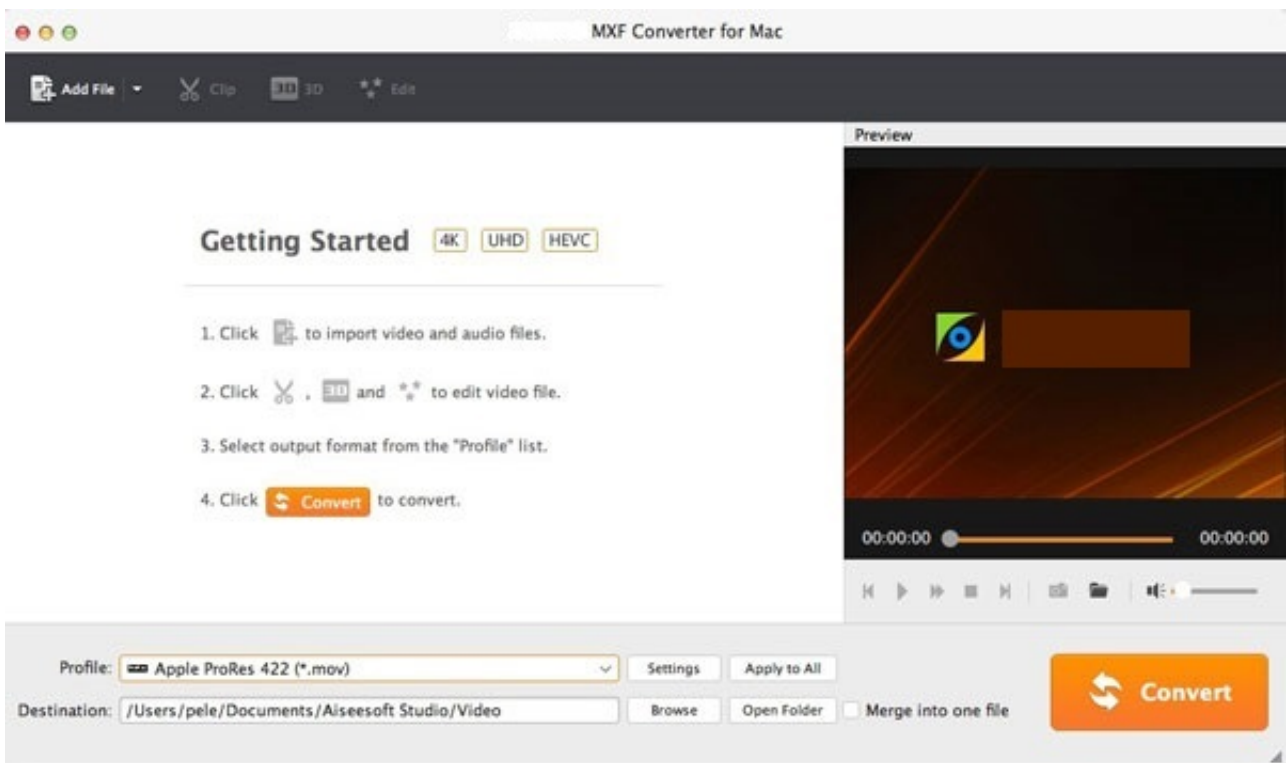 MXF Converter for Mac
Add File Clip 3D 3D Edit
Preview
Getting Started 4K UHD HEVC
1. Click to import video and audio files.
2. Click , 3D and to edit video file.
3. Select output format from the "Profile" list.
4. Click Convert to convert.
00:00:00 00:00:00
Profile: Apple ProRes 422 (*.mov) Settings Apply to All
Convert
Destination: /Users/pele/Documents/Aiseesoft Studio/Video Browse Open Folder Merge into one file